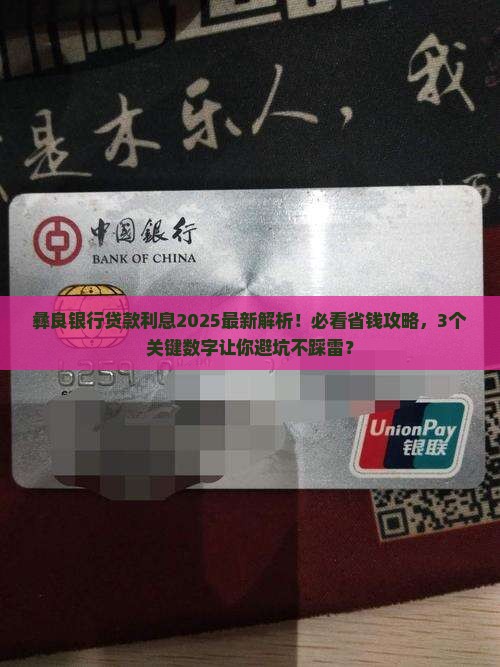 我
是木乐人，
中国銀行
BANK OF CHINA
彝良银行贷款利息2025最新解析！必看省钱攻略，3个
关键数字让你避坑不踩雷？
6259
UnionPay
银联